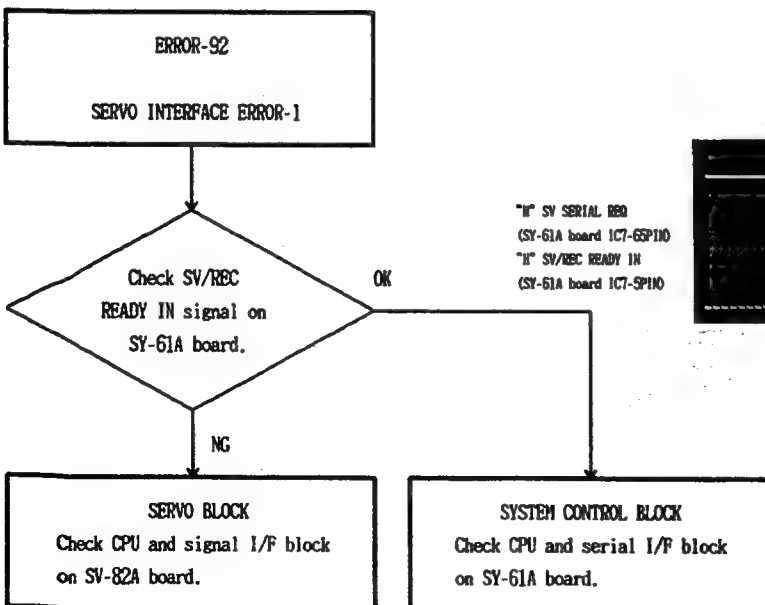 ERROR-92
SERVO INTERFACE ERROR-1
Check SV/REC
READY IN signal on
SY-61A board.
OK
"H" SV SERIAL REQ
(SY-61A board IC7-65PIN)
"H" SV/REC READY IN
(SY-61A board IC7-5PIN)
NG
SERVO BLOCK
Check CPU and signal I/F block
on SV-82A board.
SYSTEM CONTROL BLOCK
Check CPU and serial I/F block
on SY-61A board.